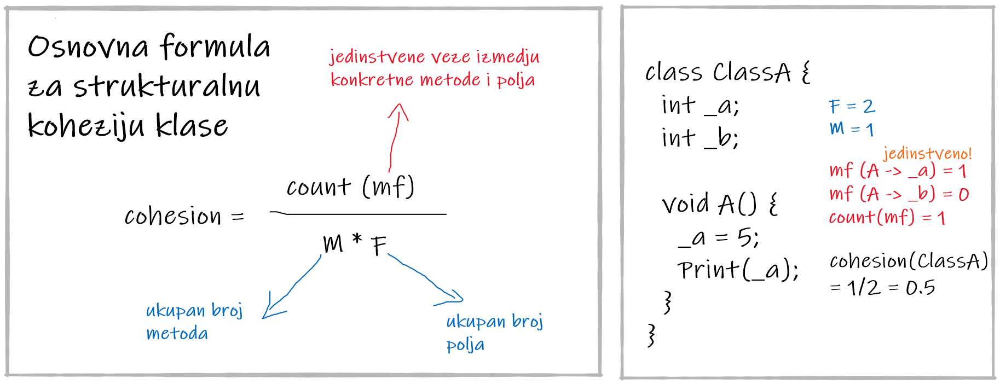 Osnovna formula
za strukturalnu
koheziju klase
jedinstvene veze izmedju
konkretne metode i polja
cohesion =
count (mf)
M * F
ukupan broj
metoda
ukupan broj
polja
class ClassA {
int _a;
int _b;
void A() {
_a = 5;
Print(_a);
}
}
F = 2
M = 1
jedinstveno!
mf (A -> _a) = 1
mf (A -> _b) = 0
count(mf) = 1
cohesion(ClassA)
= 1/2 = 0.5